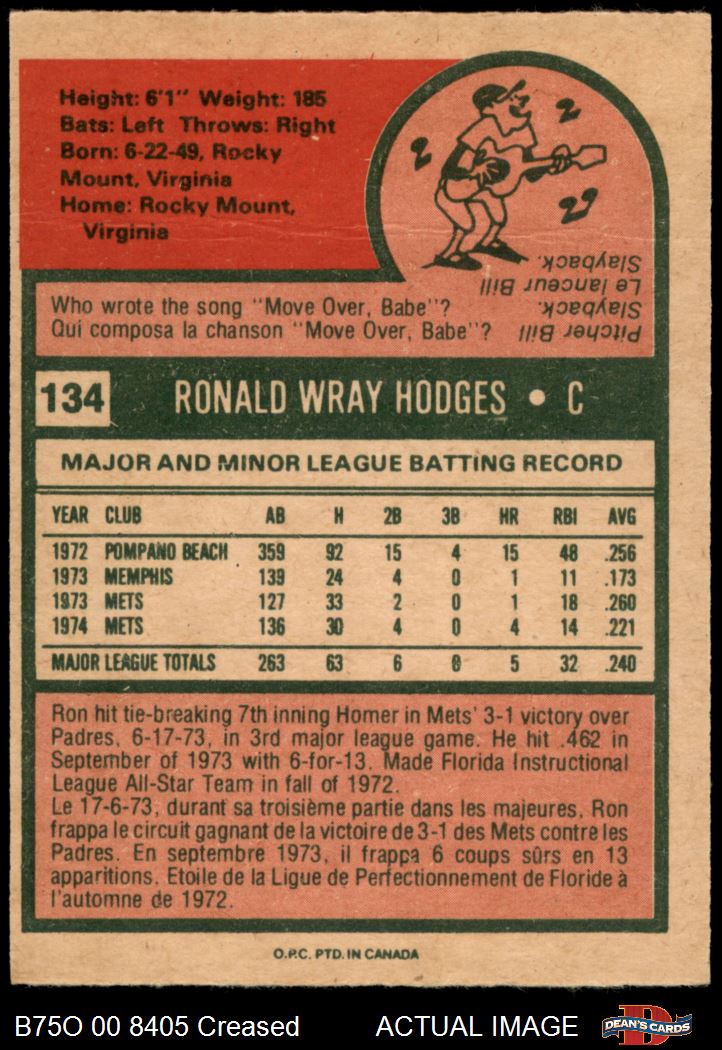 Height: 6'1" Weight: 185
Bats: Left Throws: Right
Born: 6-22-49, Rocky
Mount, Virginia
Home: Rocky Mount,
Virginia
Who wrote the song "Move Over, Babe"?
Qui composa la chanson "Move Over, Babe"?
Pitcher Bill
Slayback.
Le lanceur Bill
Slayback.
134 RONALD WRAY HODGES • C
MAJOR AND MINOR LEAGUE BATTING RECORD
YEAR CLUB AB H 2B 3B HR RBI AVG
1972 POMPANO BEACH 359 92 15 4 15 48 .256
1973 MEMPHIS 139 24 4 0 1 11 .173
1973 METS 127 33 2 0 1 18 .260
1974 METS 136 30 4 0 4 14 .221
MAJOR LEAGUE TOTALS 263 63 6 0 5 32 .240
Ron hit tie-breaking 7th inning Homer in Mets' 3-1 victory over
Padres, 6-17-73, in 3rd major league game. He hit .462 in
September of 1973 with 6-for-13. Made Florida Instructional
League All-Star Team in fall of 1972.
Le 17-6-73, durant sa troisième partie dans les majeures, Ron
frappa le circuit gagnant de la victoire de 3-1 des Mets contre les
Padres. En septembre 1973, il frappa 6 coups sûrs en 13
apparitions. Etoile de la Ligue de Perfectionnement de Floride à
l'automne de 1972.
O.P.C. PTD. IN CANADA
B75O 00 8405 Creased ACTUAL IMAGE
DEAN'S CARDS